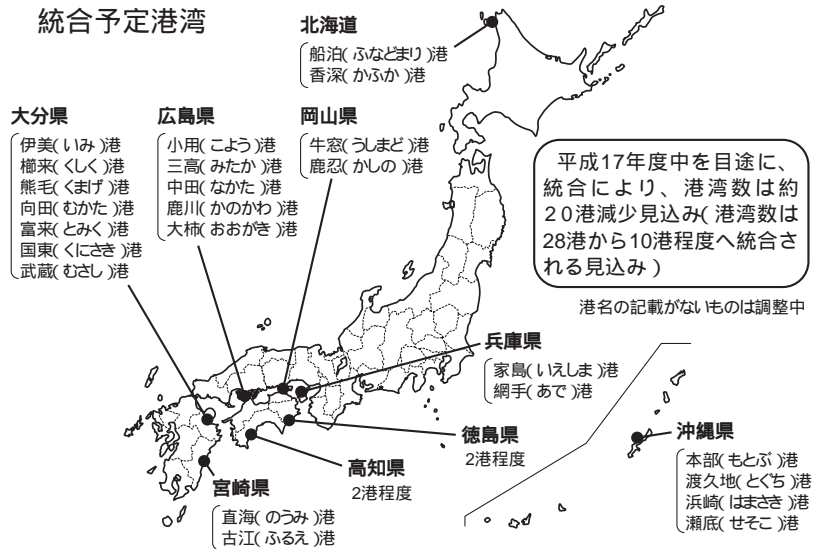 統合予定港湾
北海道
船泊(ふなどまり)港
香深(かふか)港
大分県
伊美(いみ)港
櫛来(くしく)港
熊毛(くまげ)港
向田(むかた)港
富来(とみく)港
国東(くにさき)港
武蔵(むさし)港
広島県
小用(こよう)港
三高(みたか)港
中田(なかた)港
鹿川(かのかわ)港
大柿(おおがき)港
岡山県
牛窓(うしまど)港
鹿忍(かしの)港
平成17年度中を目途に、
統合により、港湾数は約
20港減少見込み(港湾数は
28港から10港程度へ統合さ
れる見込み)
港名の記載がないものは調整中
兵庫県
家島(いえしま)港
網手(あで)港
徳島県
2港程度
高知県
2港程度
宮崎県
直海(のうみ)港
古江(ふるえ)港
沖縄県
本部(もとぶ)港
渡久地(とぐち)港
浜崎(はまさき)港
瀬底(せそこ)港